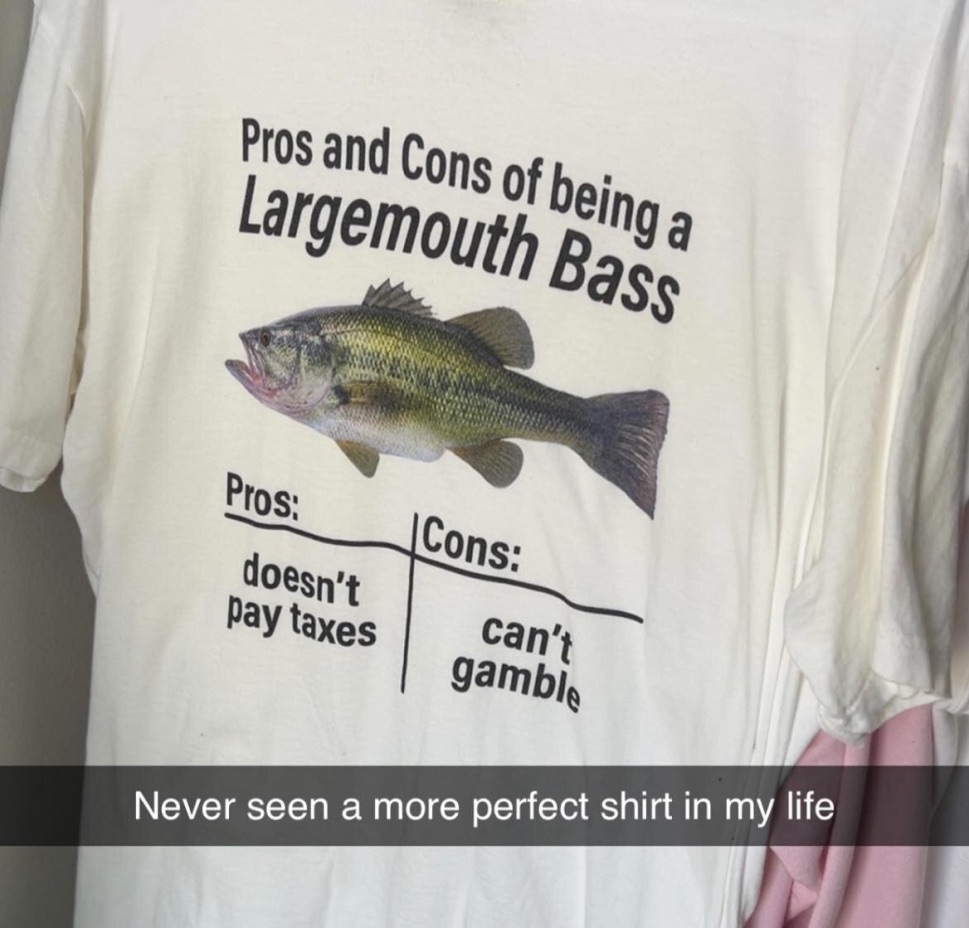 Pros and Cons of being a
Largemouth Bass
Pros:
doesn't
pay taxes
Cons:
can't
gamble
Never seen a more perfect shirt in my life